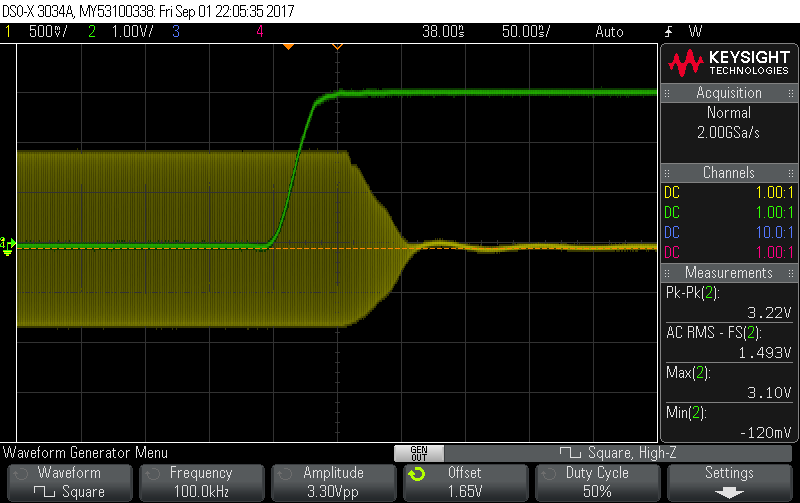 DSO-X 3034A, MY53100338: Fri Sep 01 22:05:35 2017
1 500mV/ 2 1.00V/ 3 4 38.00ns 50.00ns/ Auto W
KEYSIGHT
TECHNOLOGIES
Acquisition
Normal
2.00GSa/s
Channels
DC 1.00:1
DC 1.00:1
DC 10.0:1
DC 1.00:1
Measurements
Pk-Pk(2):
3.22V
AC RMS - FS(2):
1.493V
Max(2):
3.10V
Min(2):
-120mV
Waveform Generator Menu
GEN
OUT
Square, High-Z
Waveform
Square
Frequency
100.0kHz
Amplitude
3.30Vpp
Offset
1.65V
Duty Cycle
50%
Settings